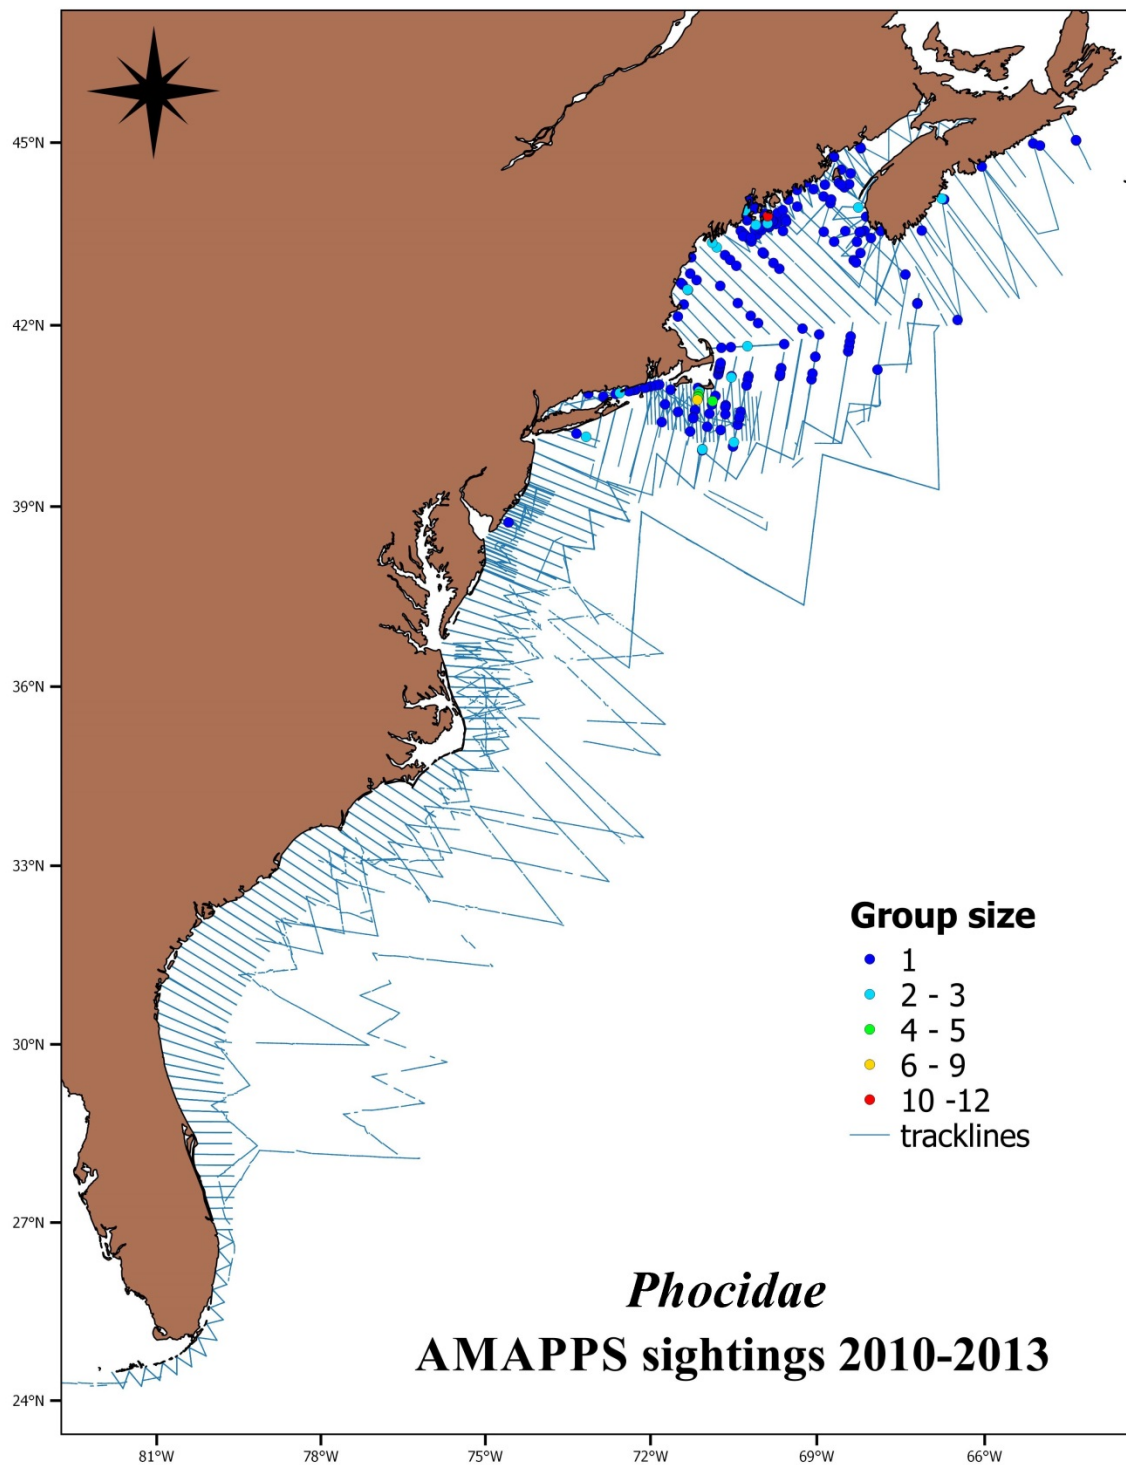 45°N
42°N
39°N
36°N
33°N
30°N
27°N
24°N
Group size
1
2 - 3
4 - 5
6 - 9
10 -12
tracklines
Phocidae
AMAPPS sightings 2010-2013
81°W
78°W
75°W
72°W
69°W
66°W